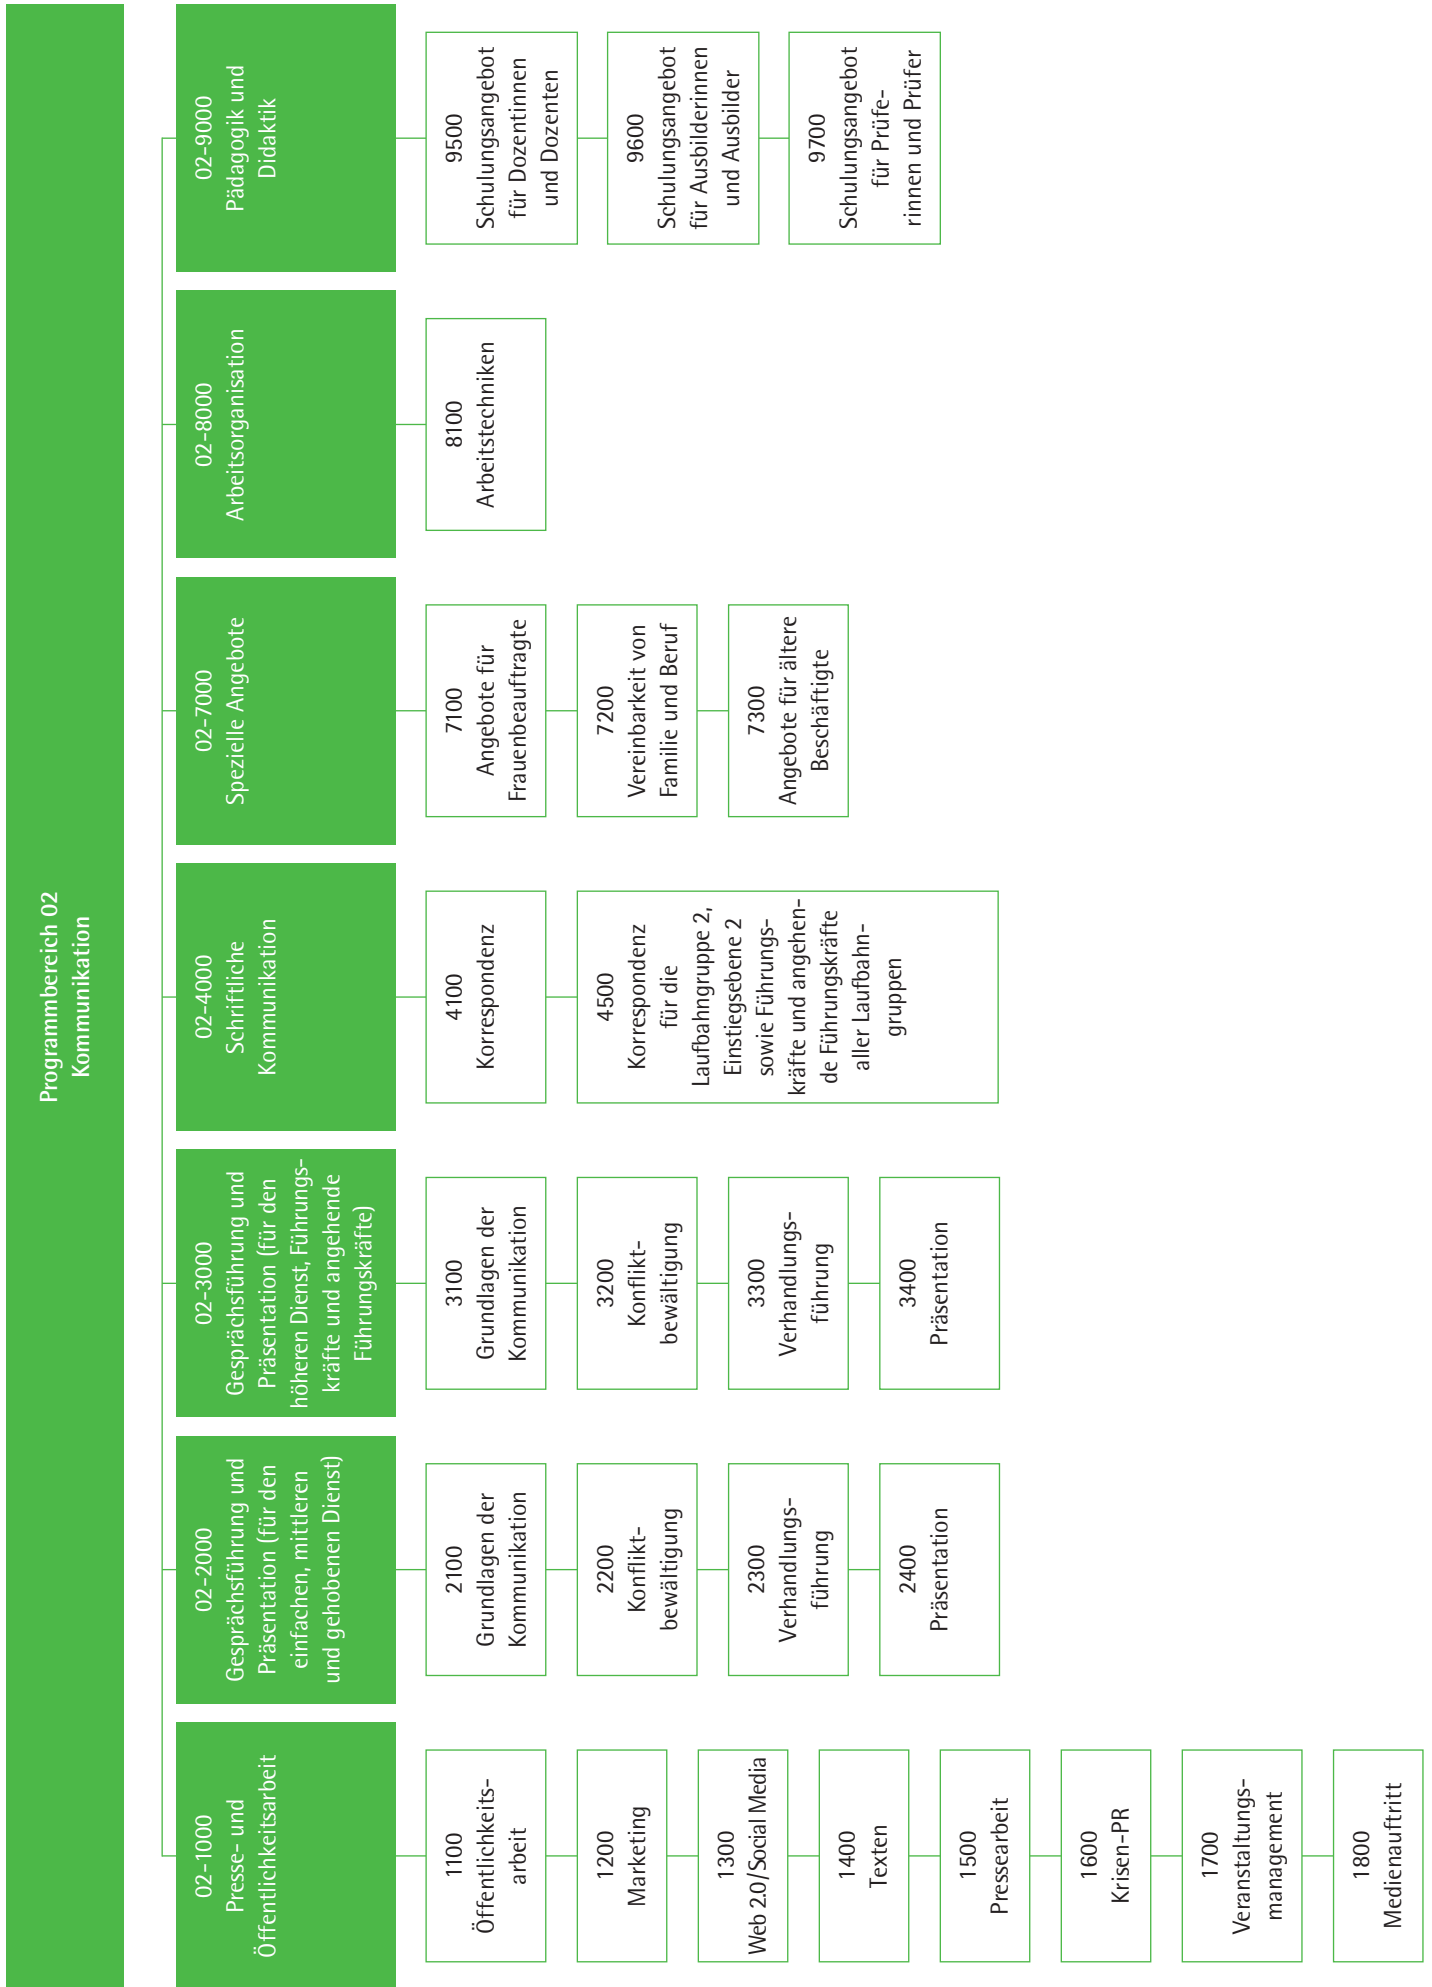 Programmbereich 02
Kommunikation
02-1000
Presse- und
Öffentlichkeitsarbeit
1100
Öffentlichkeits-
arbeit
1200
Marketing
1300
Web 2.0/Social Media
1400
Texten
1500
Pressearbeit
1600
Krisen-PR
1700
Veranstaltungs-
management
1800
Medienauftritt
02-2000
Gesprächsführung und
Präsentation (für den
einfachen, mittleren
und gehobenen Dienst)
2100
Grundlagen der
Kommunikation
2200
Konflikt-
bewältigung
2300
Verhandlungs-
führung
2400
Präsentation
02-3000
Gesprächsführung und
Präsentation (für den
höheren Dienst, Führungs-
kräfte und angehende
Führungskräfte)
3100
Grundlagen der
Kommunikation
3200
Konflikt-
bewältigung
3300
Verhandlungs-
führung
3400
Präsentation
02-4000
Schriftliche
Kommunikation
4100
Korrespondenz
4500
Korrespondenz
für die
Laufbahngruppe 2,
Einstiegsebene 2
sowie Führungs-
kräfte und angehen-
de Führungskräfte
aller Laufbahn-
gruppen
02-7000
Spezielle Angebote
7100
Angebote für
Frauenbeauftragte
7200
Vereinbarkeit von
Familie und Beruf
7300
Angebote für ältere
Beschäftigte
02-8000
Arbeitsorganisation
8100
Arbeitstechniken
02-9000
Pädagogik und
Didaktik
9500
Schulungsangebot
für Dozentinnen
und Dozenten
9600
Schulungsangebot
für Ausbilderinnen
und Ausbilder
9700
Schulungsangebot
für Prüfe-
rinnen und Prüfer